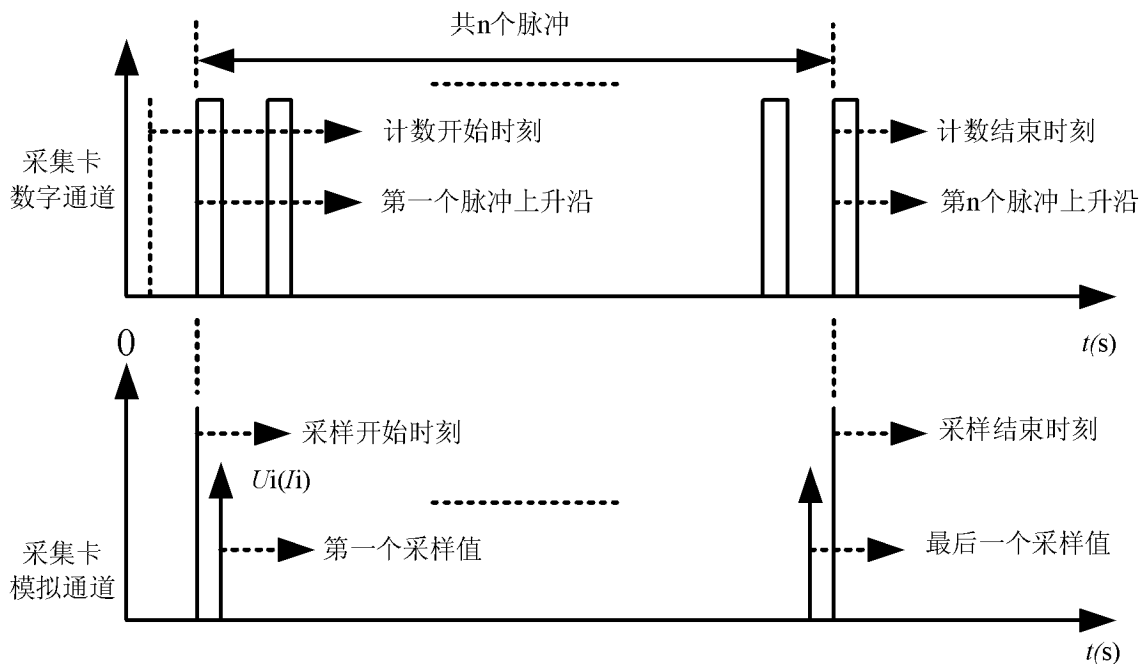 共n个脉冲
计数开始时刻
计数结束时刻
采集卡
数字通道
第一个脉冲上升沿
第n个脉冲上升沿
0
t(s)
采样开始时刻
采样结束时刻
Ui(Ii)
第一个采样值
最后一个采样值
采集卡
模拟通道
t(s)